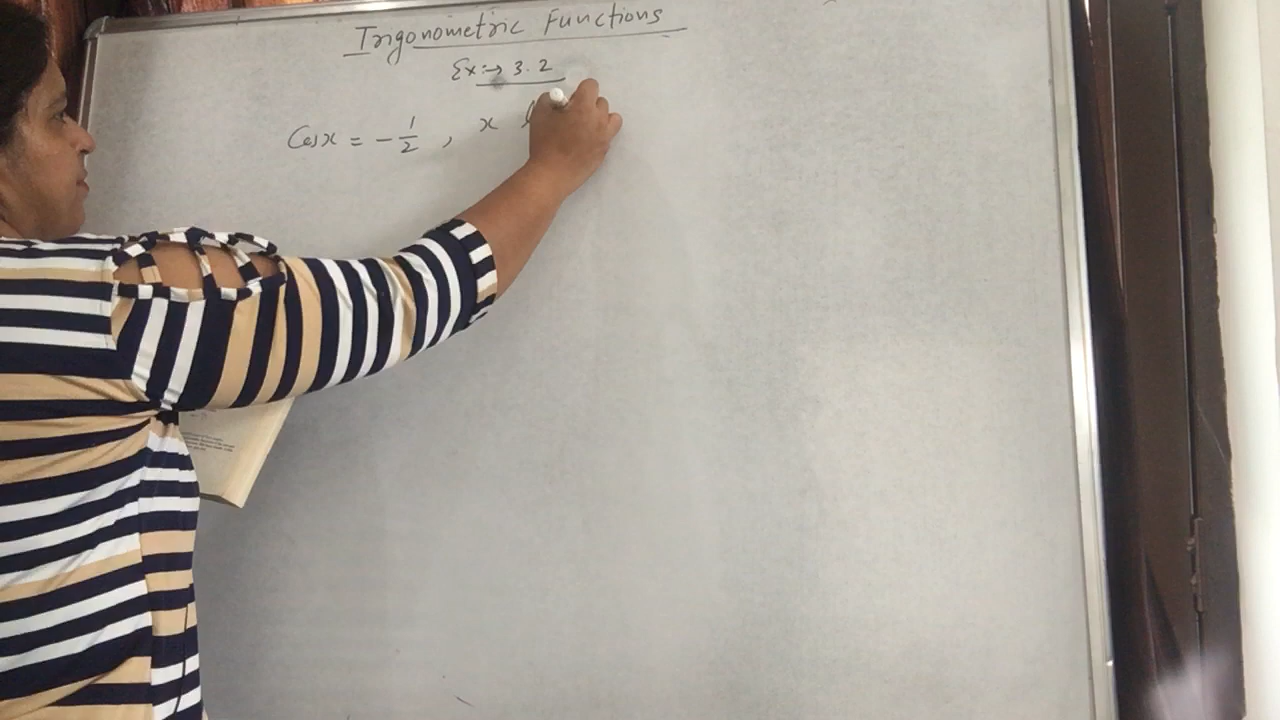 Trigonometric Functions
Ex:→ 3.2
Cos x = -1/2 , x